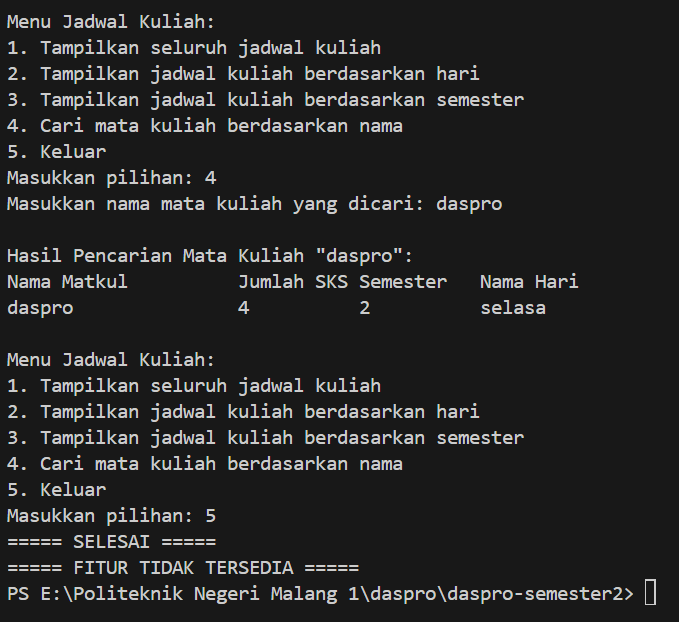 Menu Jadwal Kuliah:
1. Tampilkan seluruh jadwal kuliah
2. Tampilkan jadwal kuliah berdasarkan hari
3. Tampilkan jadwal kuliah berdasarkan semester
4. Cari mata kuliah berdasarkan nama
5. Keluar
Masukkan pilihan: 4
Masukkan nama mata kuliah yang dicari: daspro

Hasil Pencarian Mata Kuliah "daspro":
Nama Matkul          Jumlah SKS Semester   Nama Hari
daspro               4          2          selasa

Menu Jadwal Kuliah:
1. Tampilkan seluruh jadwal kuliah
2. Tampilkan jadwal kuliah berdasarkan hari
3. Tampilkan jadwal kuliah berdasarkan semester
4. Cari mata kuliah berdasarkan nama
5. Keluar
Masukkan pilihan: 5
===== SELESAI =====
===== FITUR TIDAK TERSEDIA =====
PS E:\Politeknik Negeri Malang 1\daspro\daspro-semester2>